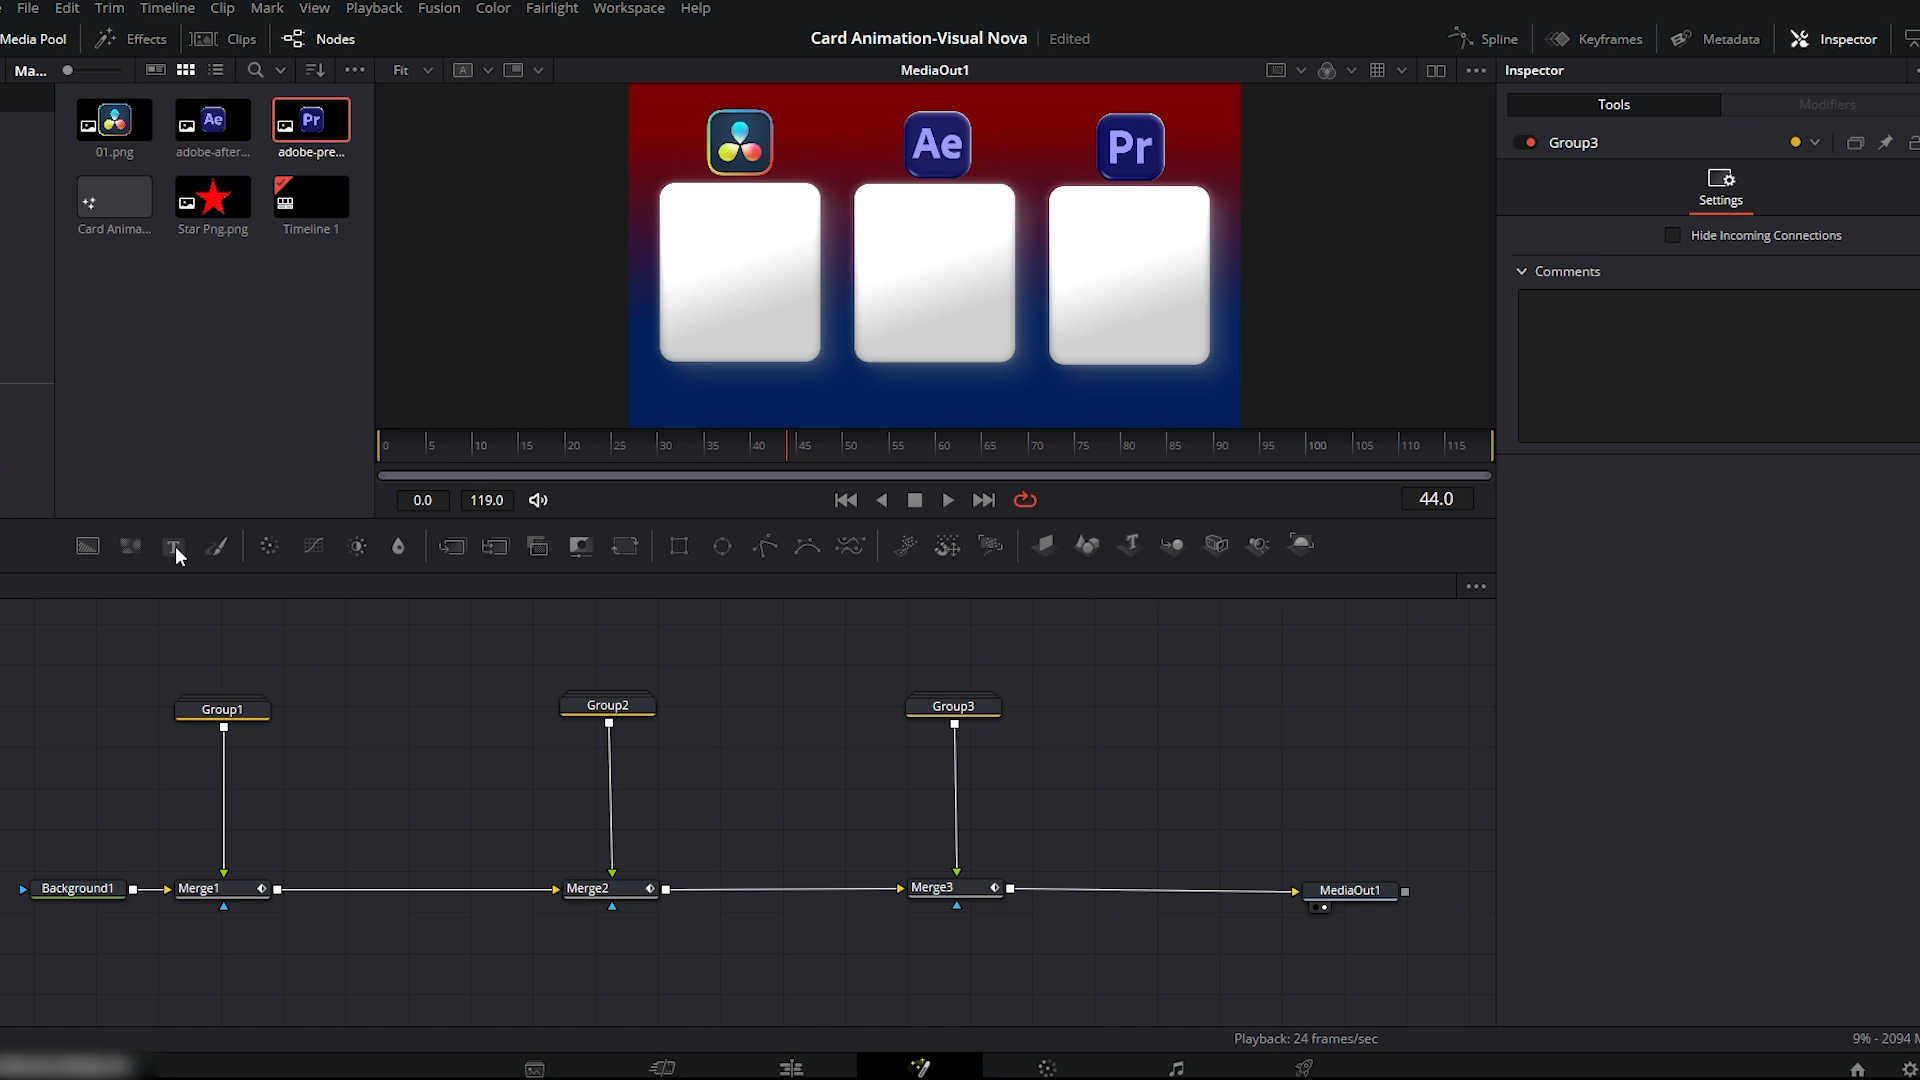 File Edit Trim Timeline Clip Mark View Playback Fusion Color Fairlight Workspace Help
Media Pool Effects Clips Nodes Card Animation-Visual Nova Edited Spline Keyframes Metadata Inspector
Ma... Fit A MediaOut1 Inspector
Tools Modifiers
Ae Pr
01.png adobe-after... adobe-pre...
Group3
Ae Pr
Settings
Card Anima... Star Png.png Timeline 1
Hide Incoming Connections
Comments
0 5 10 15 20 25 30 35 40 45 50 55 60 65 70 75 80 85 90 95 100 105 110 115
0.0 119.0 44.0
Group1 Group2 Group3
Background1 Merge1 Merge2 Merge3 MediaOut1
Playback: 24 frames/sec 9% - 2094 M